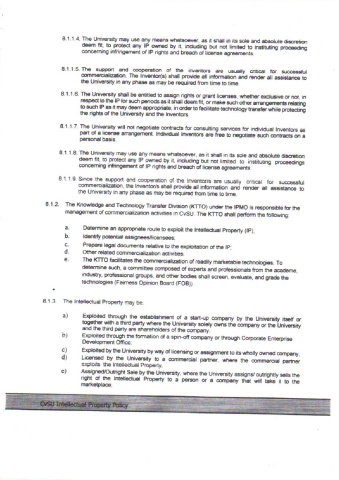 8.1.1.4. The University may use any means whatsoever, as it shall in its sole and absolute discretion
deem fit, to protect any IP owned by it, including but not limited to instituting proceeding
concerning infringement of IP rights and breach of license agreements.
8.1.1.5. The support and cooperation of the inventors are usually critical for successful
commercialization. The inventor(s) shall provide all information and render all assistance to
the University in any phase as may be required from time to time.
8.1.1.6. The University shall be entitled to assign rights or grant licenses, whether exclusive or not, in
respect to the IP for such periods as it shall deem fit, or make such other arrangements relating
to such IP as it may deem appropriate, in order to facilitate technology transfer while protecting
the rights of the University and the Inventors.
8.1.1.7. The University will not negotiate contracts for consulting services for individual Inventors as
part of a license arrangement. Individual Inventors are free to negotiate such contracts on a
personal basis.
8.1.1.8. The University may use any means whatsoever, as it shall in its sole and absolute discretion
deem fit, to protect any IP owned by it, including but not limited to instituting proceedings
concerning infringement of IP rights and breach of license agreements
8.1.1.9. Since the support and cooperation of the Inventors are usually critical for successful
commercialization, the Inventor/s shall provide all information and render all assistance to
the University in any phase as may be required from time to time.
8.1.2. The Knowledge and Technology Transfer Division (KTTO) under the IPMO is responsible for the
management of commercialization activities in CvSU. The KTTO shall perform the following:
a. Determine an appropriate route to exploit the Intellectual Property (IP);
b. Identify potential assignees/licensees;
c. Prepare legal documents relative to the exploitation of the IP;
d. Other related commercialization activities.
e. The KTTO facilitates the commercialization of readily marketable technologies. To
determine such, a committee composed of experts and professionals from the academe,
industry, professional groups, and other bodies shall screen, evaluate, and grade the
technologies (Fairness Opinion Board (FOB))
8.1.3 The Intellectual Property may be:
a) Exploited through the establishment of a start-up company by the University itself or
together with a third party where the University solely owns the company or the University
and the third party are shareholders of the company.
b) Exploited through the formation of a spin-off company or through Corporate Enterprise
Development Office;
c) Exploited by the University by way of licensing or assignment to its wholly owned company,
d) Licensed by the University to a commercial partner, where the commercial partner
exploits the Intellectual Property,
e) Assigned/Outright Sale by the University, where the University assigns/ outrightly sells the
right of the Intellectual Property to a person or a company that will take it to the
marketplace.
CvSU Intellectual Property Policy